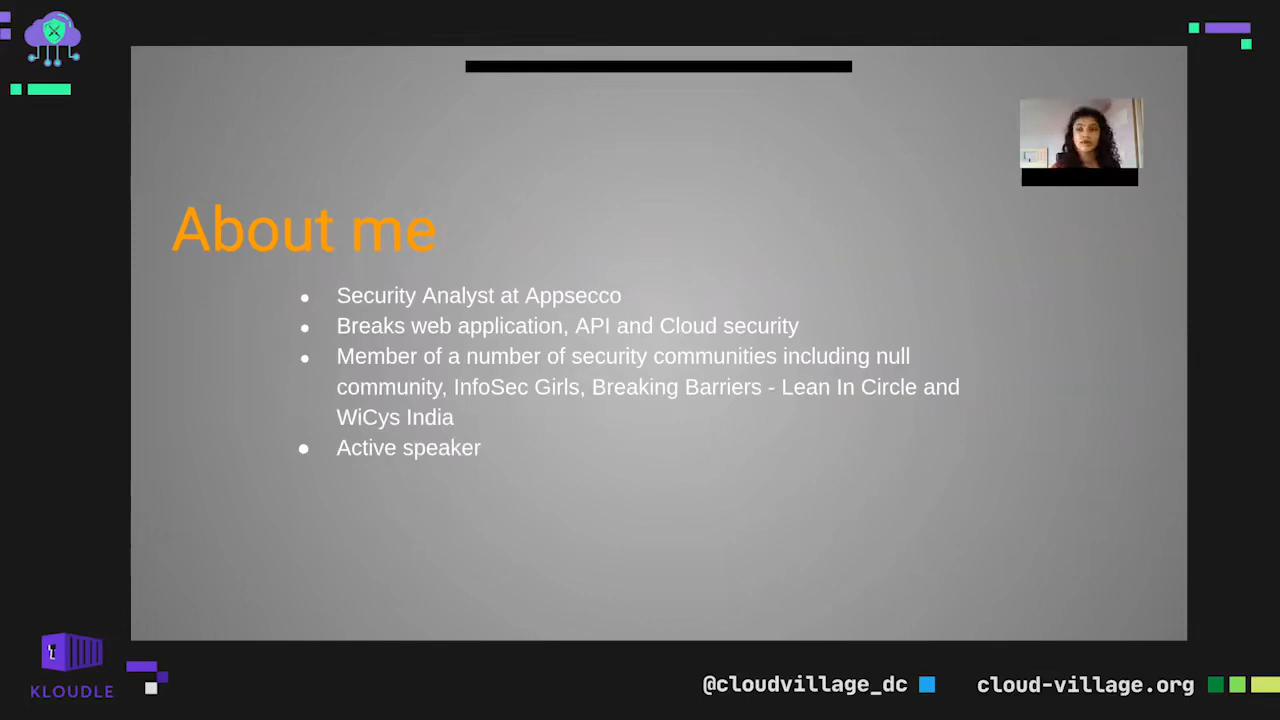 About me
Security Analyst at Appsecco
Breaks web application, API and Cloud security
Member of a number of security communities including null
community, InfoSec Girls, Breaking Barriers - Lean In Circle and
WiCys India
Active speaker
KLOUDLE
@cloudvillage_dc
cloud-village.org